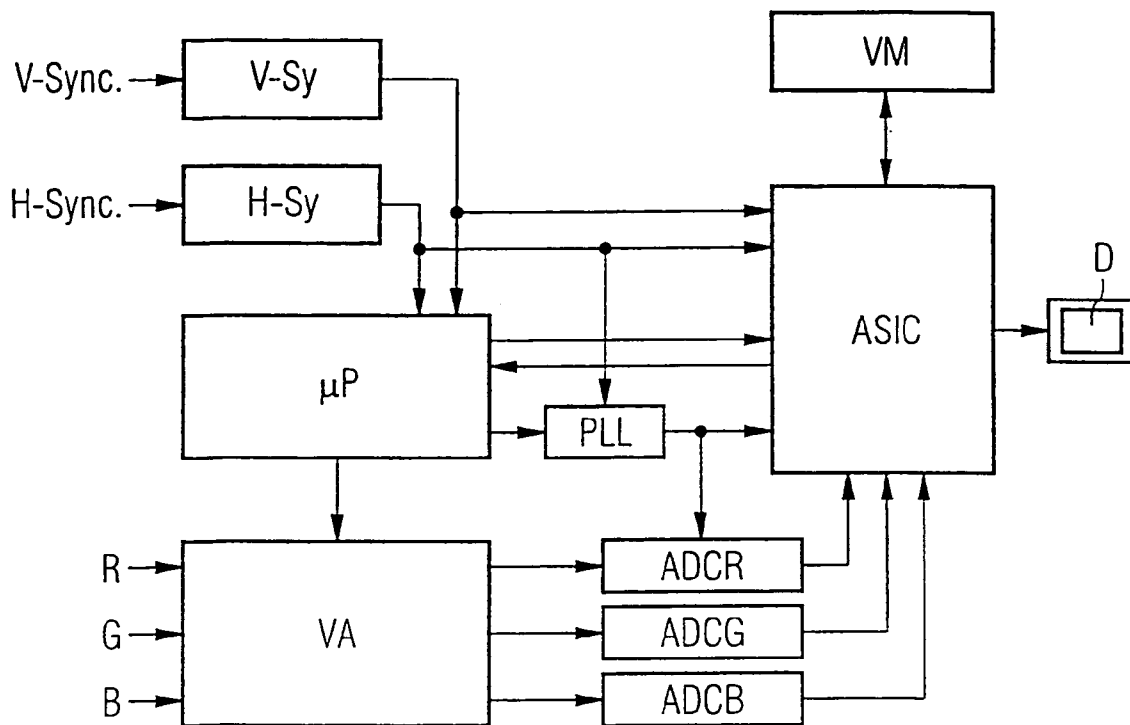 V-Sync.
V-Sy
VM
H-Sync.
H-Sy
D
ASIC
µP
PLL
R
ADCR
G
VA
ADCG
B
ADCB